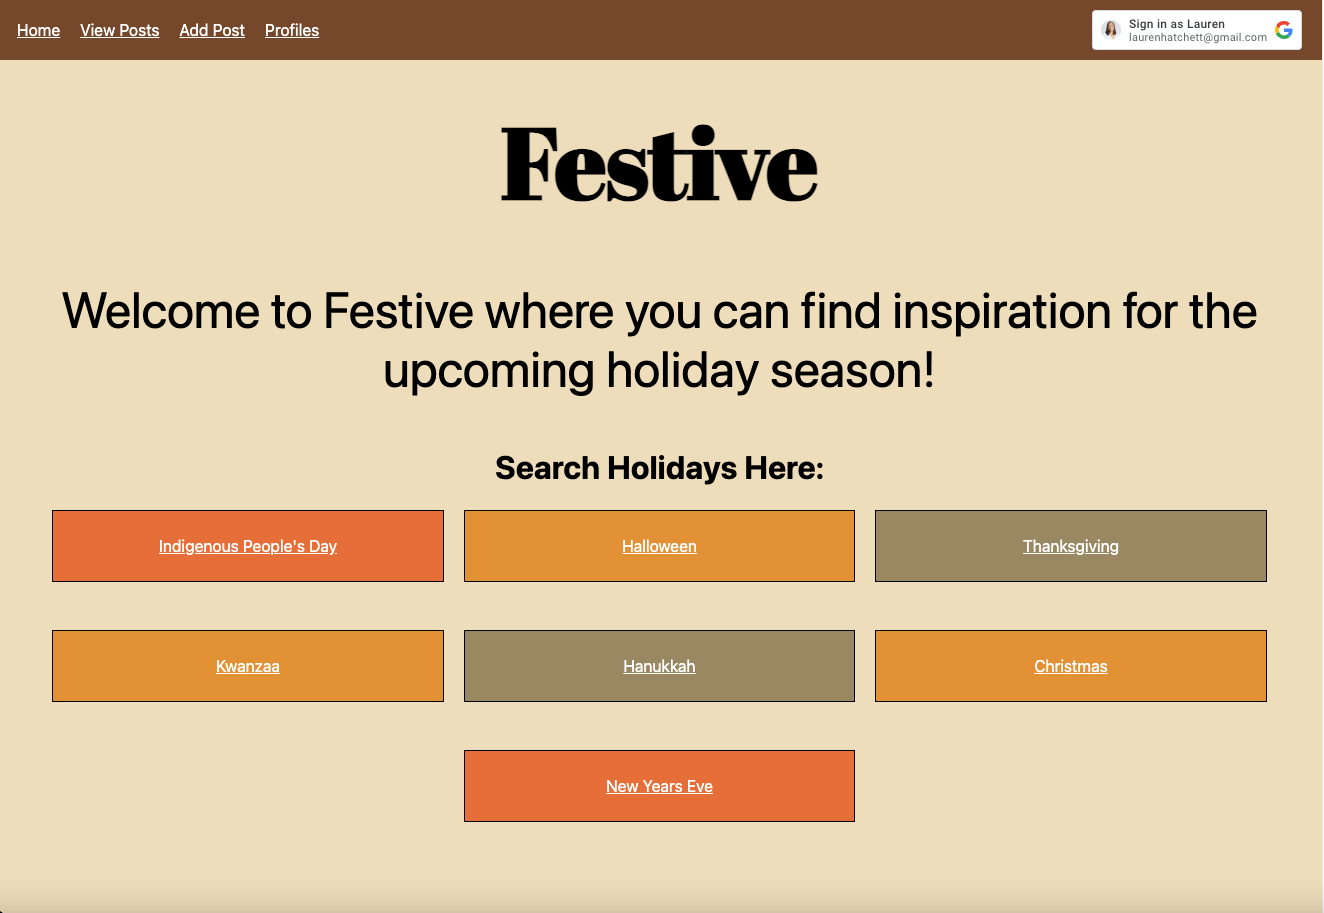 Home View Posts Add Post Profiles
Sign in as Lauren
laurenhatchett@gmail.com
Festive
Welcome to Festive where you can find inspiration for the
upcoming holiday season!
Search Holidays Here:
Indigenous People's Day Halloween Thanksgiving
Kwanzaa Hanukkah Christmas
New Years Eve